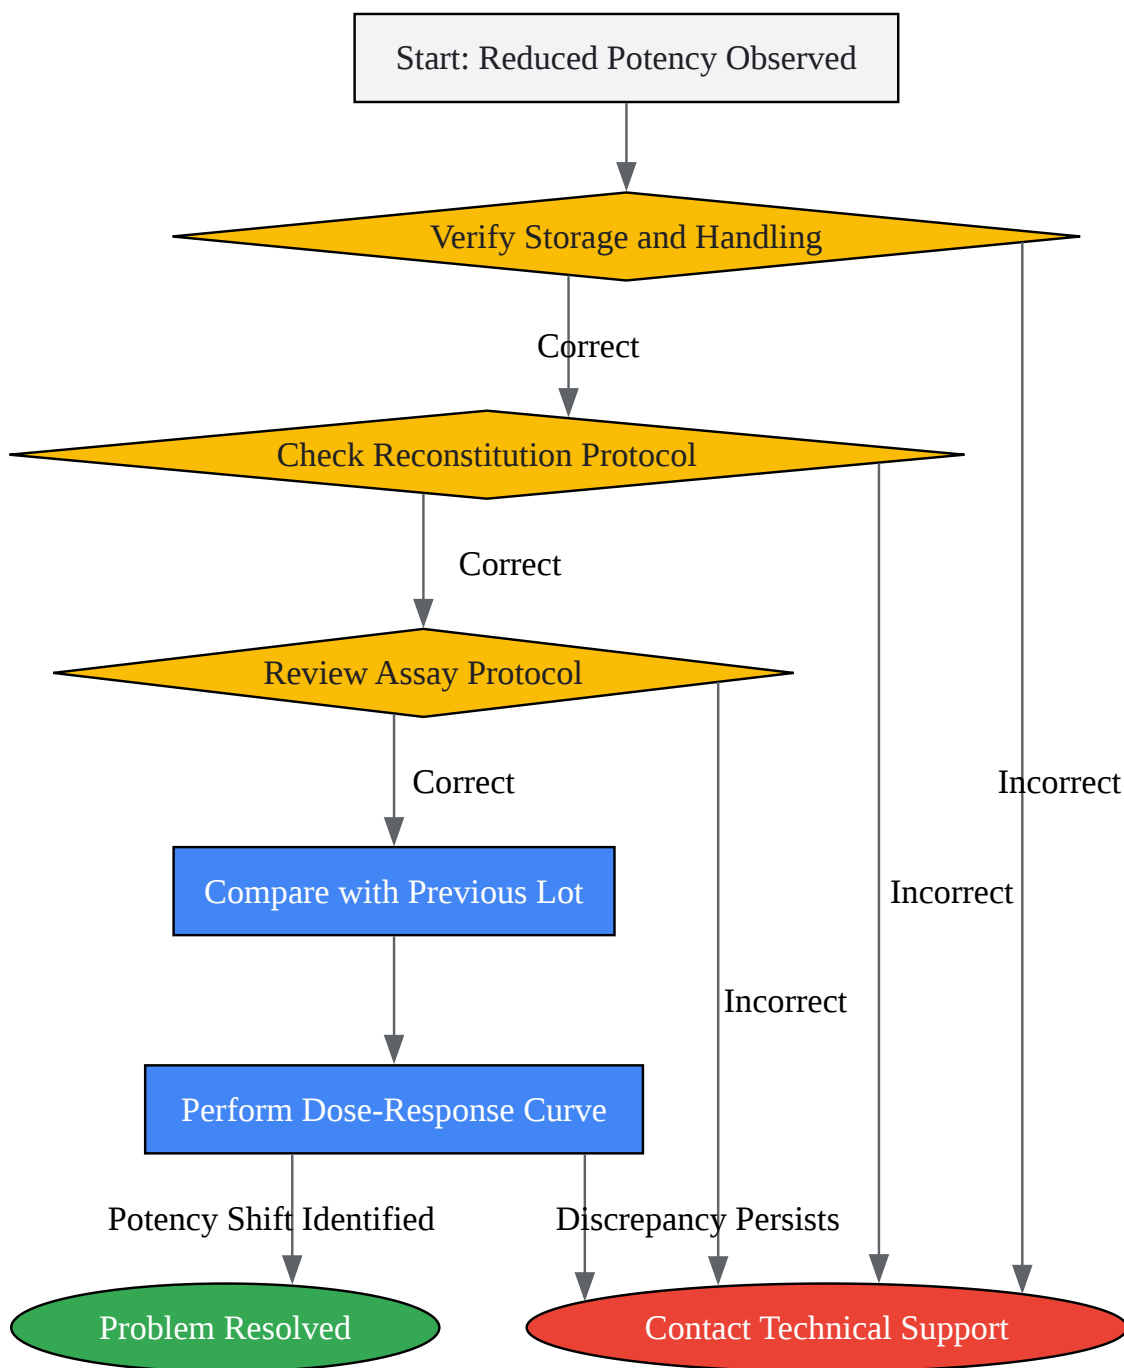 Start: Reduced Potency Observed
Verify Storage and Handling
Correct
Check Reconstitution Protocol
Correct
Review Assay Protocol
Correct
Incorrect
Compare with Previous Lot
Incorrect
Incorrect
Perform Dose-Response Curve
Potency Shift Identified
Discrepancy Persists
Problem Resolved
Contact Technical Support